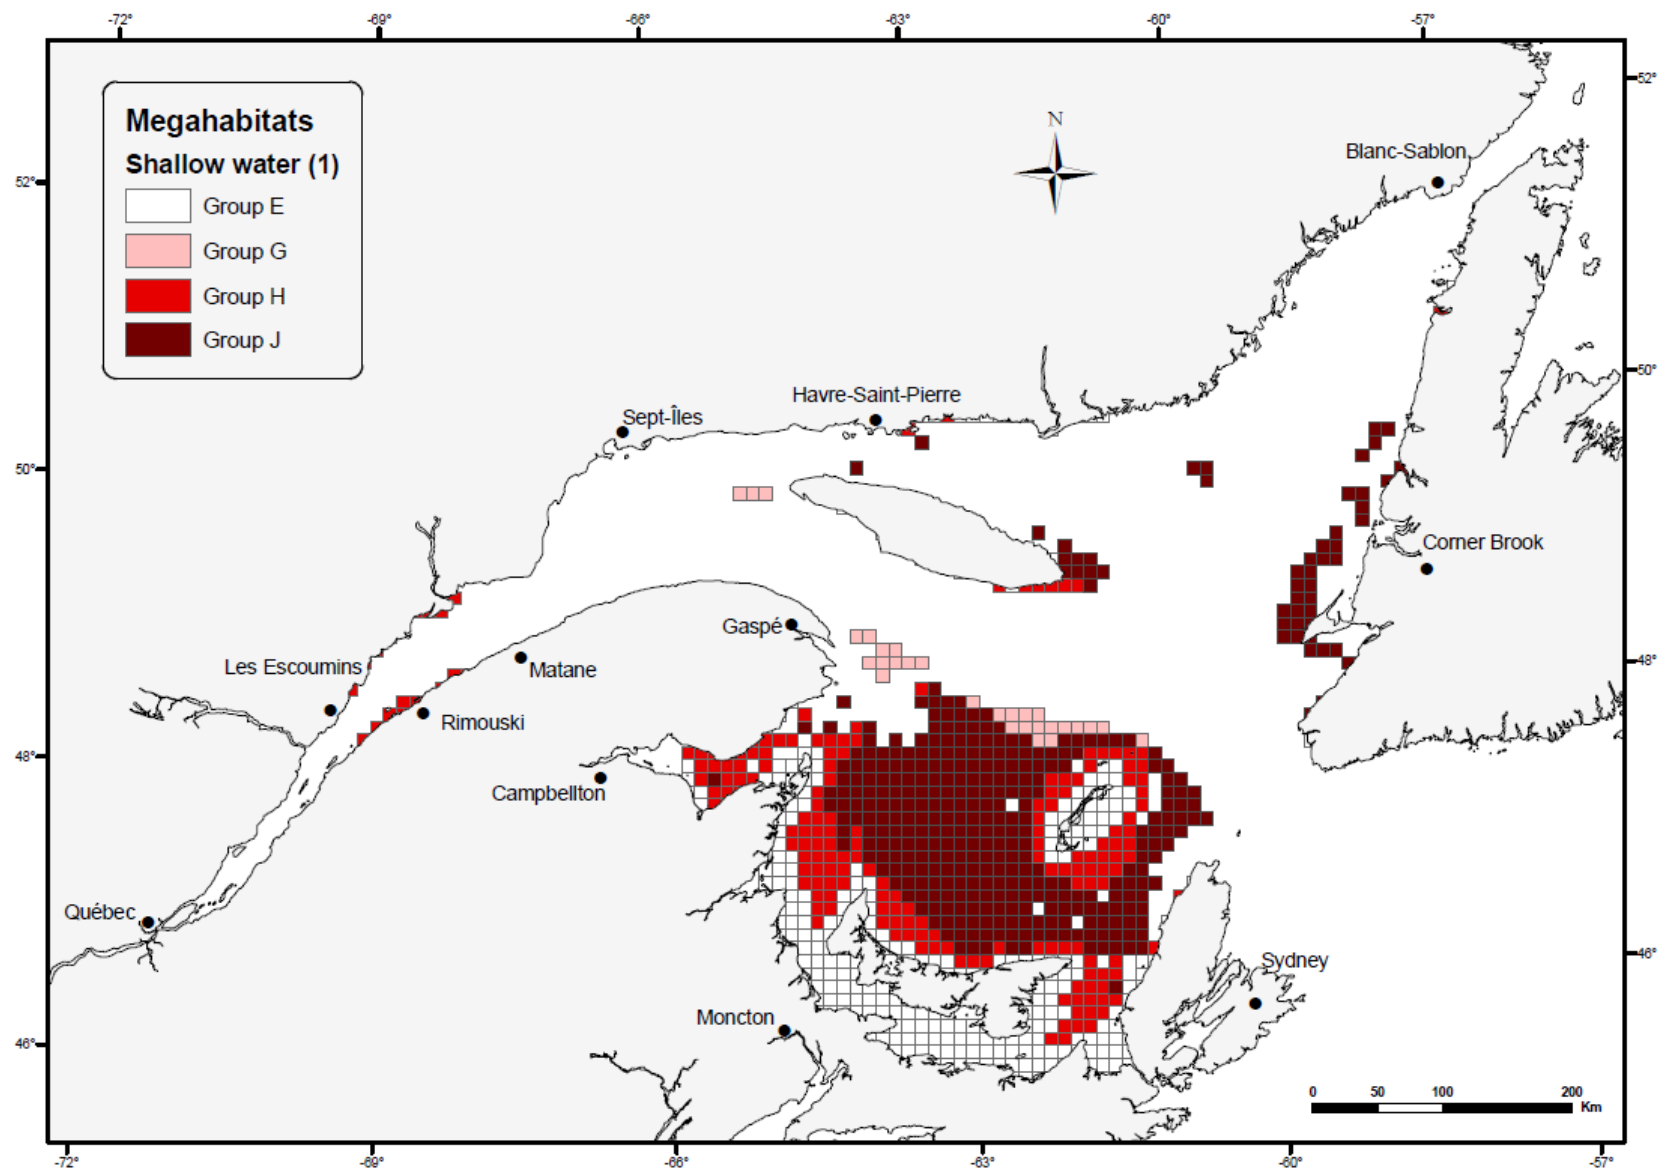 -72° -69° -66° -63° -60° -57°
52°
Megahabitats
Shallow water (1)
Group E
Group G
Group H
Group J
N
Blanc-Sablon
52°
50°
Havre-Saint-Pierre
Sept-Îles
50°
Corner Brook
Gaspé
Les Escoumins
Matane
48°
Rimouski
48°
Campbellton
Québec
46°
Sydney
Moncton
46°
0 50 100 200
Km
-72° -69° -66° -63° -60° -57°